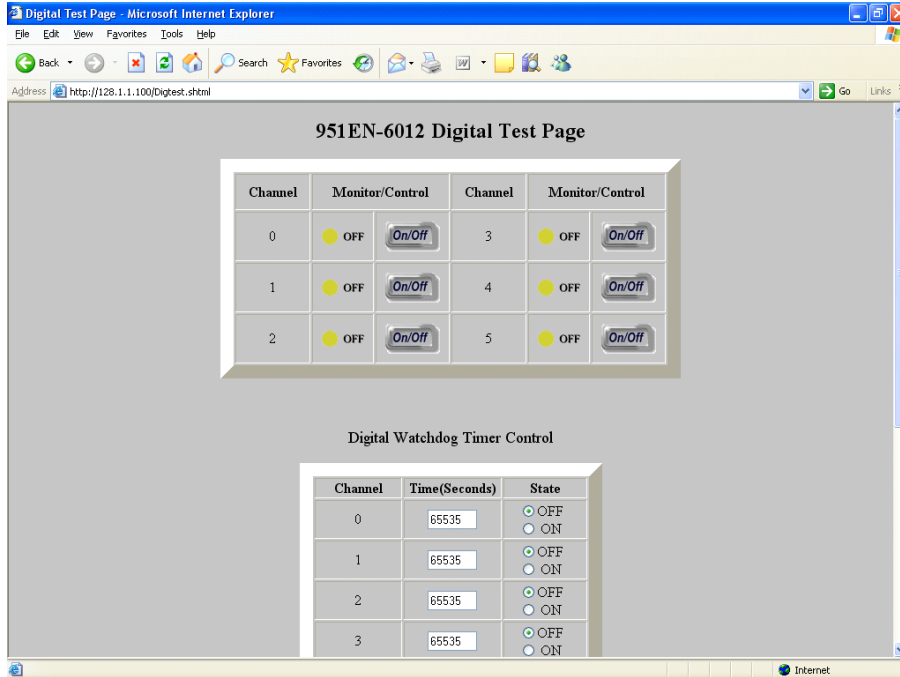 Digital Test Page - Microsoft Internet Explorer
File Edit View Favorites Tools Help
Back Search Favorites
Address http://128.1.1.100/Digtest.shtml Go Links
951EN-6012 Digital Test Page
Channel Monitor/Control Channel Monitor/Control
0 OFF On/Off 3 OFF On/Off
1 OFF On/Off 4 OFF On/Off
2 OFF On/Off 5 OFF On/Off
Digital Watchdog Timer Control
Channel Time(Seconds) State
0 65535 OFF
ON
1 65535 OFF
ON
2 65535 OFF
ON
3 65535 OFF
ON
Internet